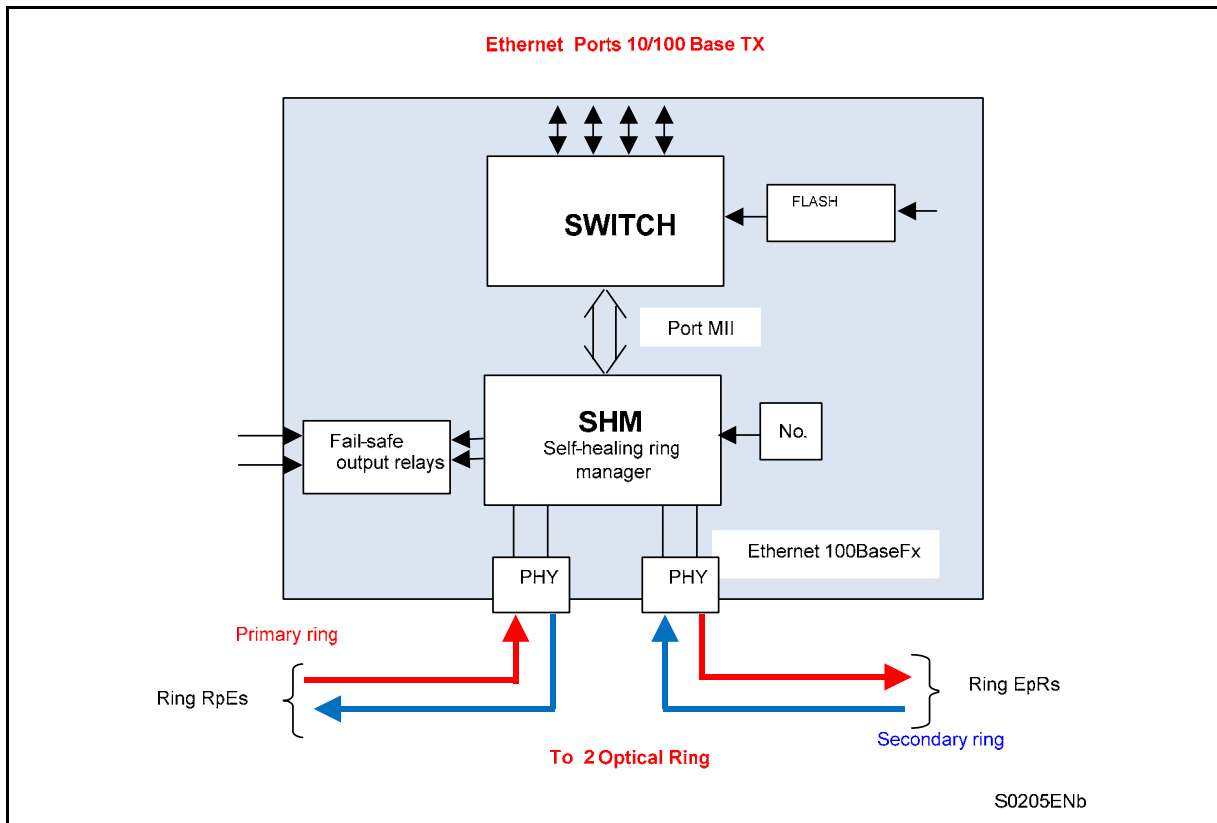 Ethernet Ports 10/100 Base TX
SWITCH
FLASH
Port MII
SHM
Self-healing ring
manager
No.
Fail-safe
output relays
Ethernet 100BaseFx
PHY
PHY
Primary ring
Ring RpEs
Ring EpRs
Secondary ring
To 2 Optical Ring
S0205ENb